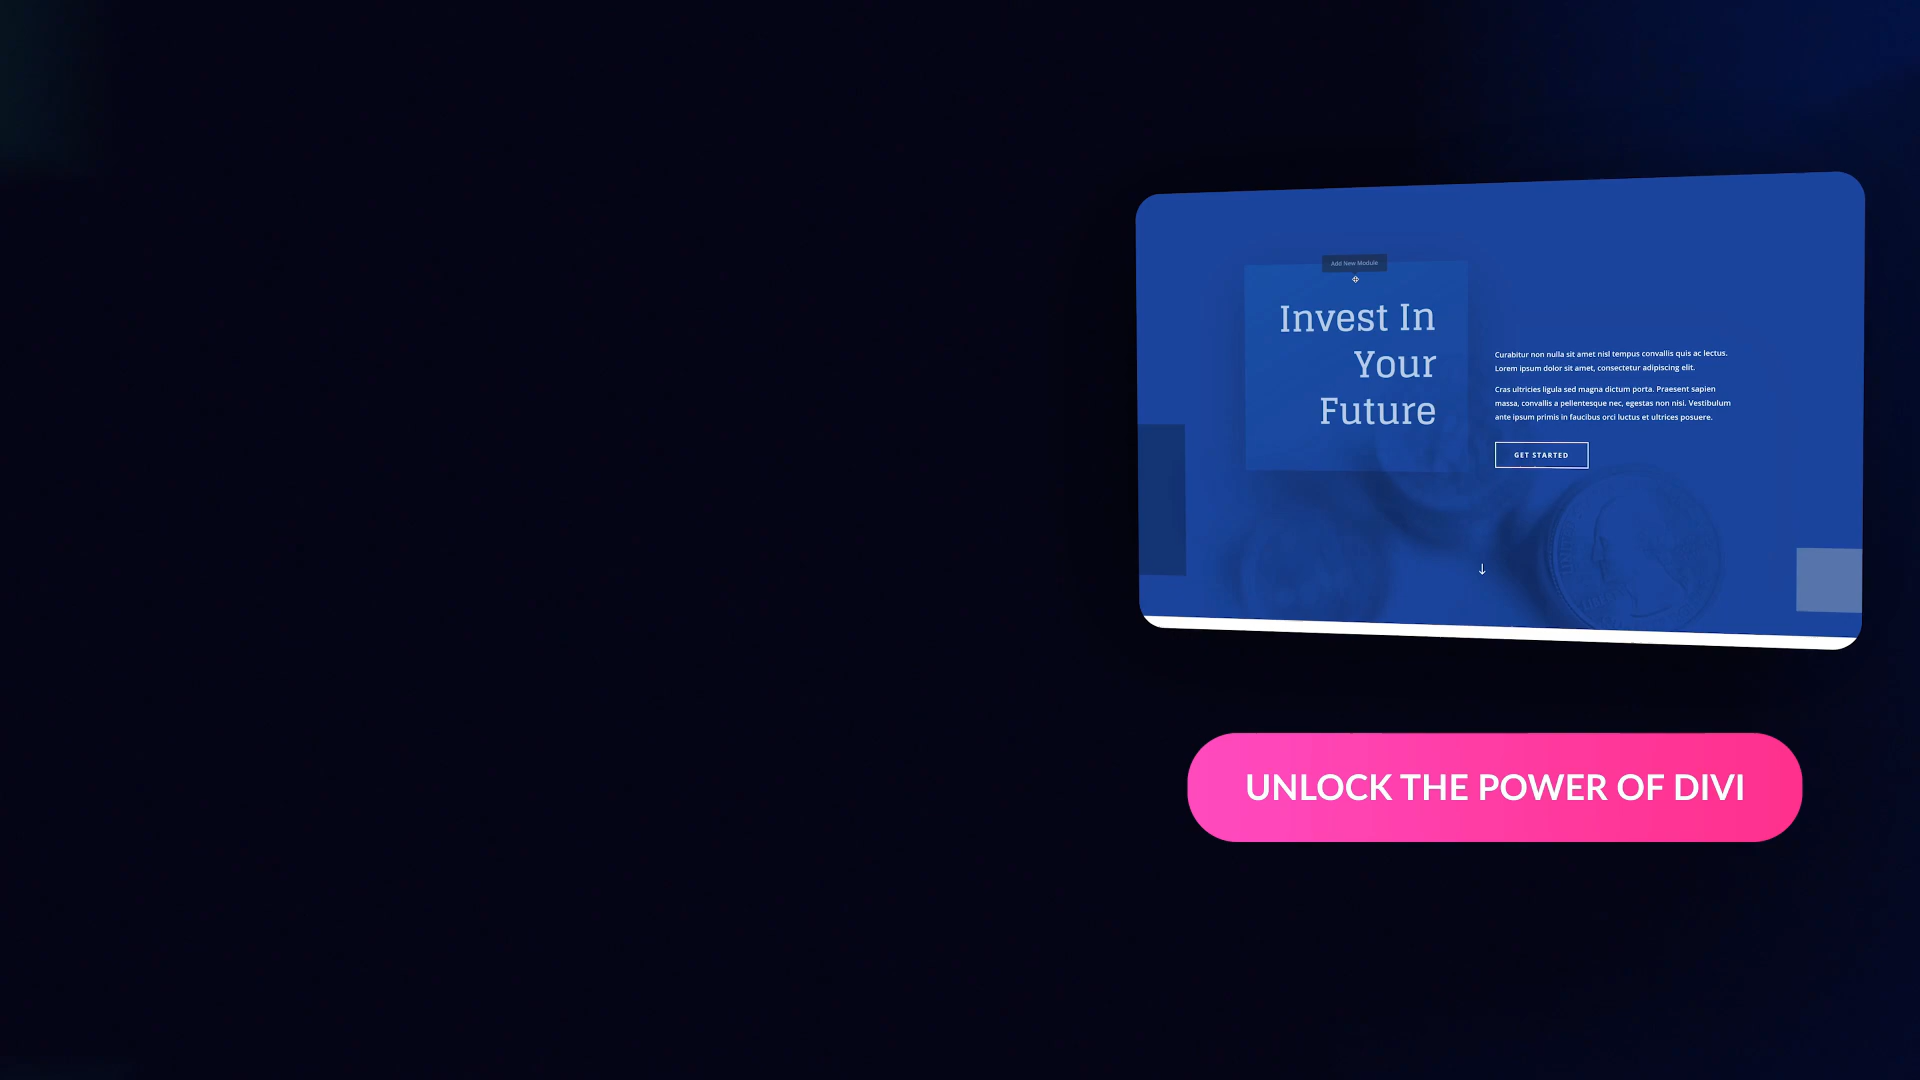 Add New Module
Invest In
Your
Future
Curabitur non nulla sit amet nisl tempus convallis quis ac lectus.
Lorem ipsum dolor sit amet, consectetur adipiscing elit.
Cras ultricies ligula sed magna dictum porta. Praesent sapien
massa, convallis a pellentesque nec, egestas non nisi. Vestibulum
ante ipsum primis in faucibus orci luctus et ultrices posuere.
GET STARTED
UNLOCK THE POWER OF DIVI